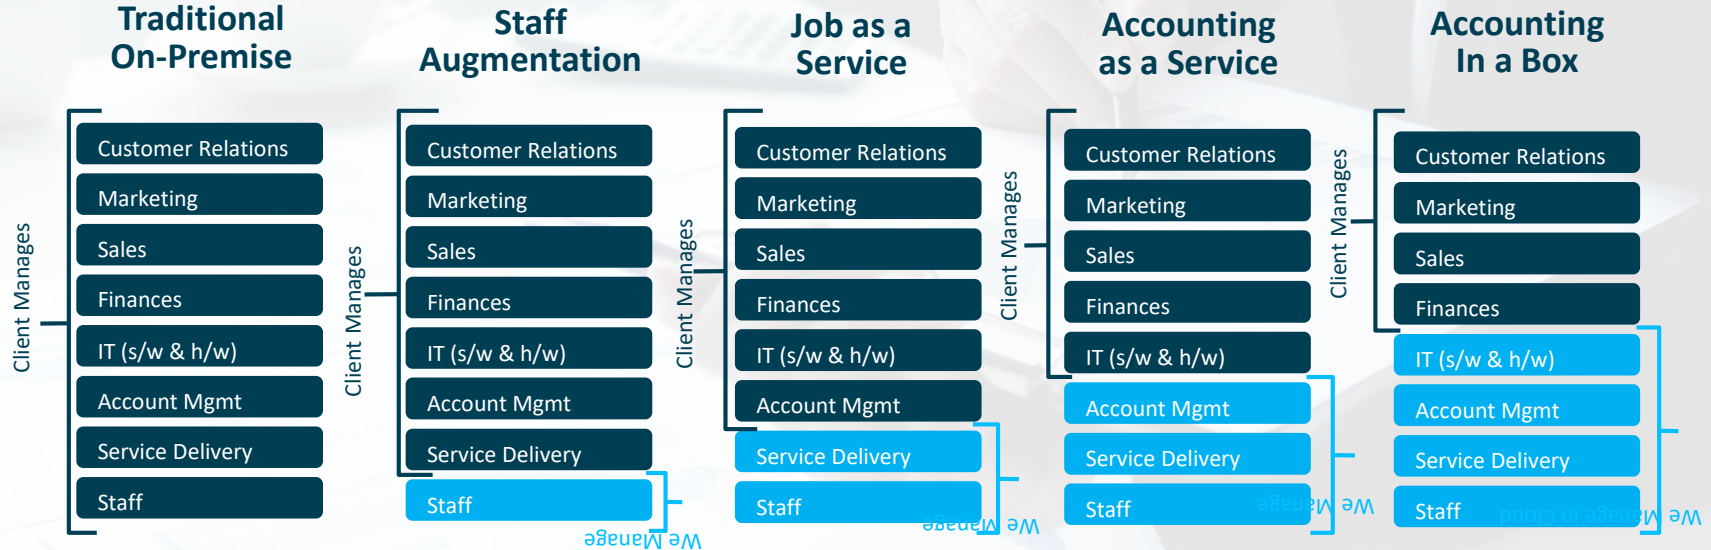 Traditional
On-Premise
Client Manages
Customer Relations
Marketing
Sales
Finances
IT (s/w & h/w)
Account Mgmt
Service Delivery
Staff
Staff
Augmentation
Client Manages
Customer Relations
Marketing
Sales
Finances
IT (s/w & h/w)
Account Mgmt
Service Delivery
Staff
We Manage
Job as a
Service
Client Manages
Customer Relations
Marketing
Sales
Finances
IT (s/w & h/w)
Account Mgmt
Service Delivery
Staff
We Manage
Accounting
as a Service
Client Manages
Customer Relations
Marketing
Sales
Finances
IT (s/w & h/w)
Account Mgmt
Service Delivery
Staff
We Manage
Accounting
In a Box
Client Manages
Customer Relations
Marketing
Sales
Finances
IT (s/w & h/w)
Account Mgmt
Service Delivery
Staff
We Manage in Cloud